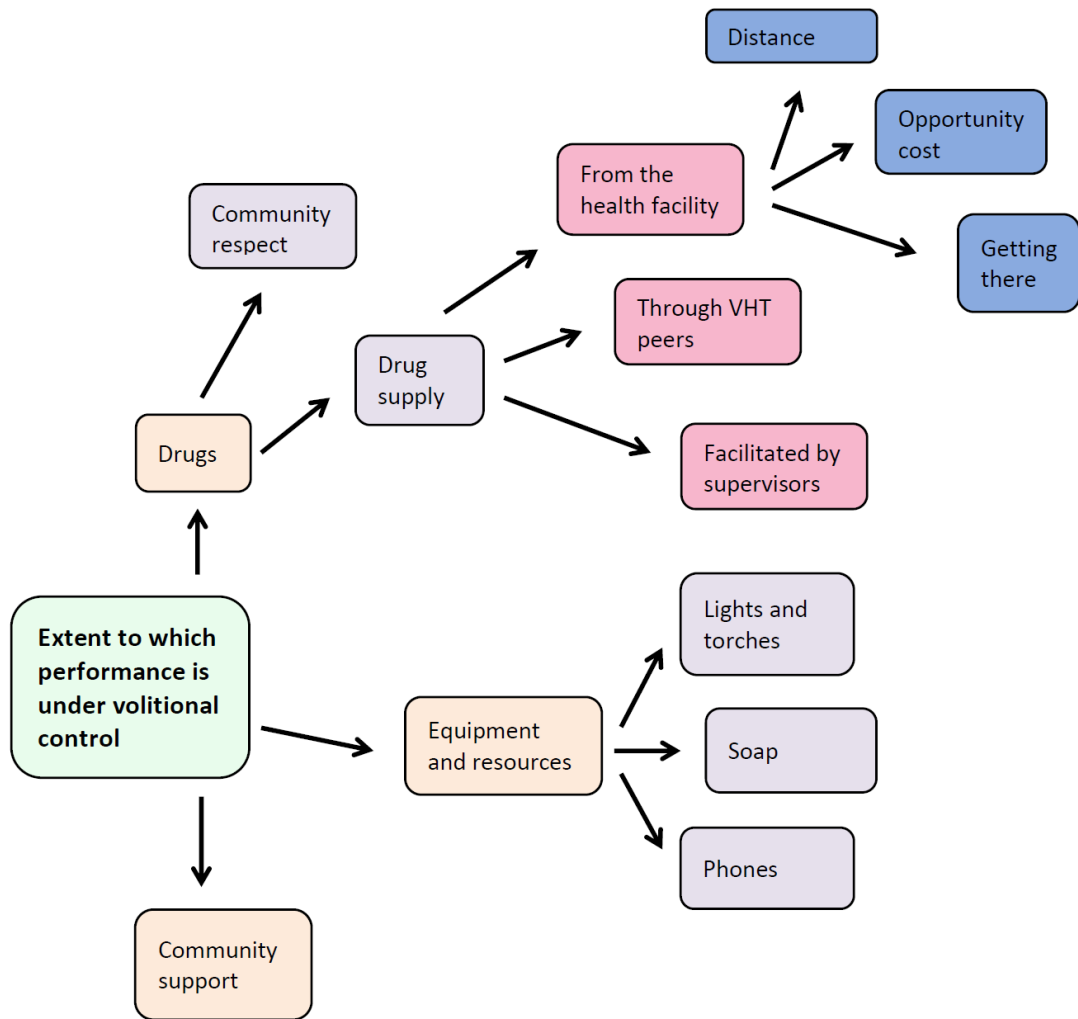 Distance
Opportunity
cost
From the
health facility
Community
respect
Getting
there
Through VHT
peers
Drug
supply
Drugs
Facilitated by
supervisors
Lights and
torches
Extent to which
performance is
under volitional
control
Equipment
and resources
Soap
Phones
Community
support